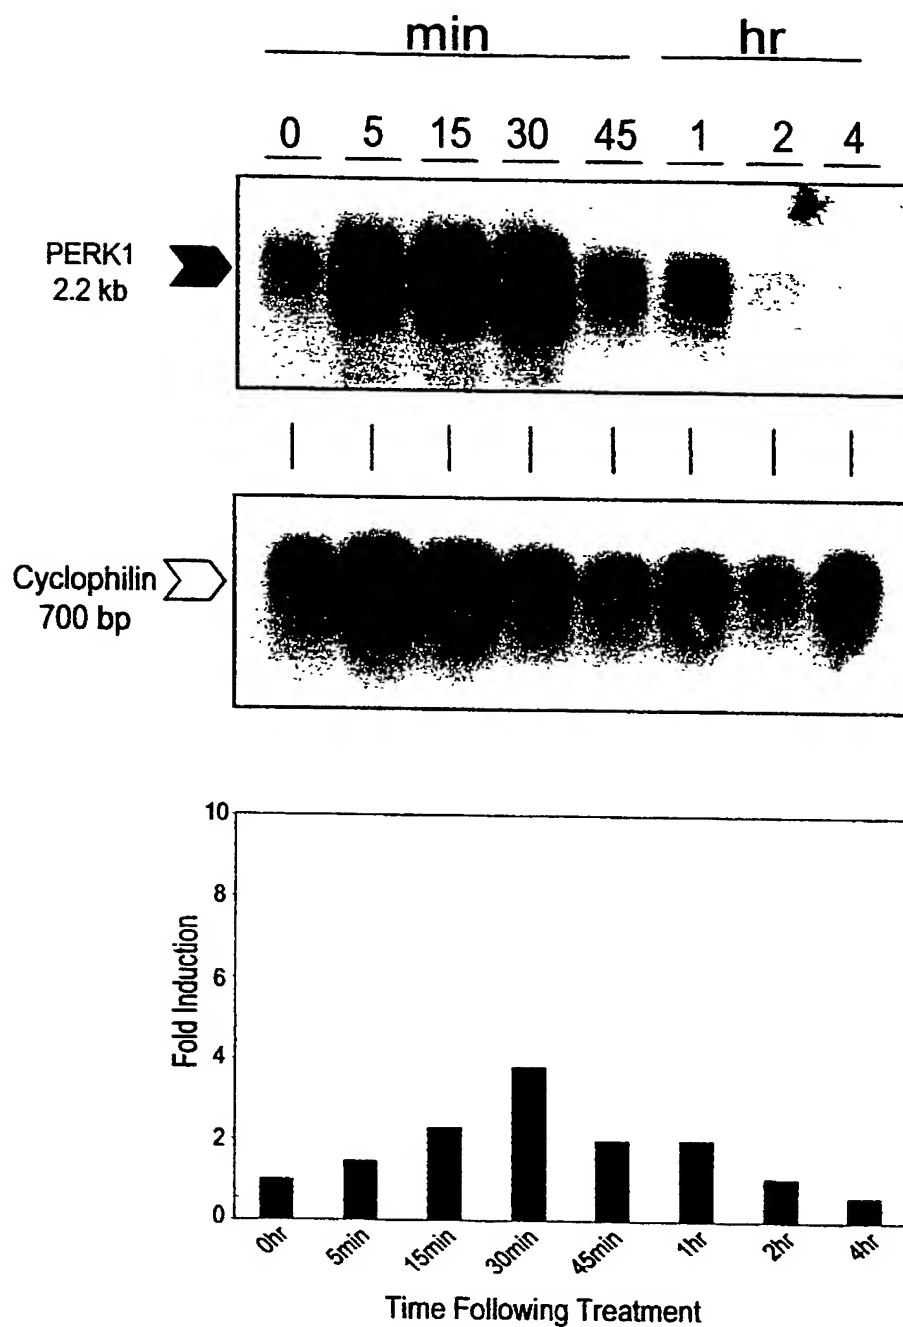 min hr
0 5 15 30 45 1 2 4
PERK1
2.2 kb
Cyclophilin
700 bp
10
8
6
4
2
0
Fold Induction
0hr 5min 15min 30min 45min 1hr 2hr 4hr
Time Following Treatment